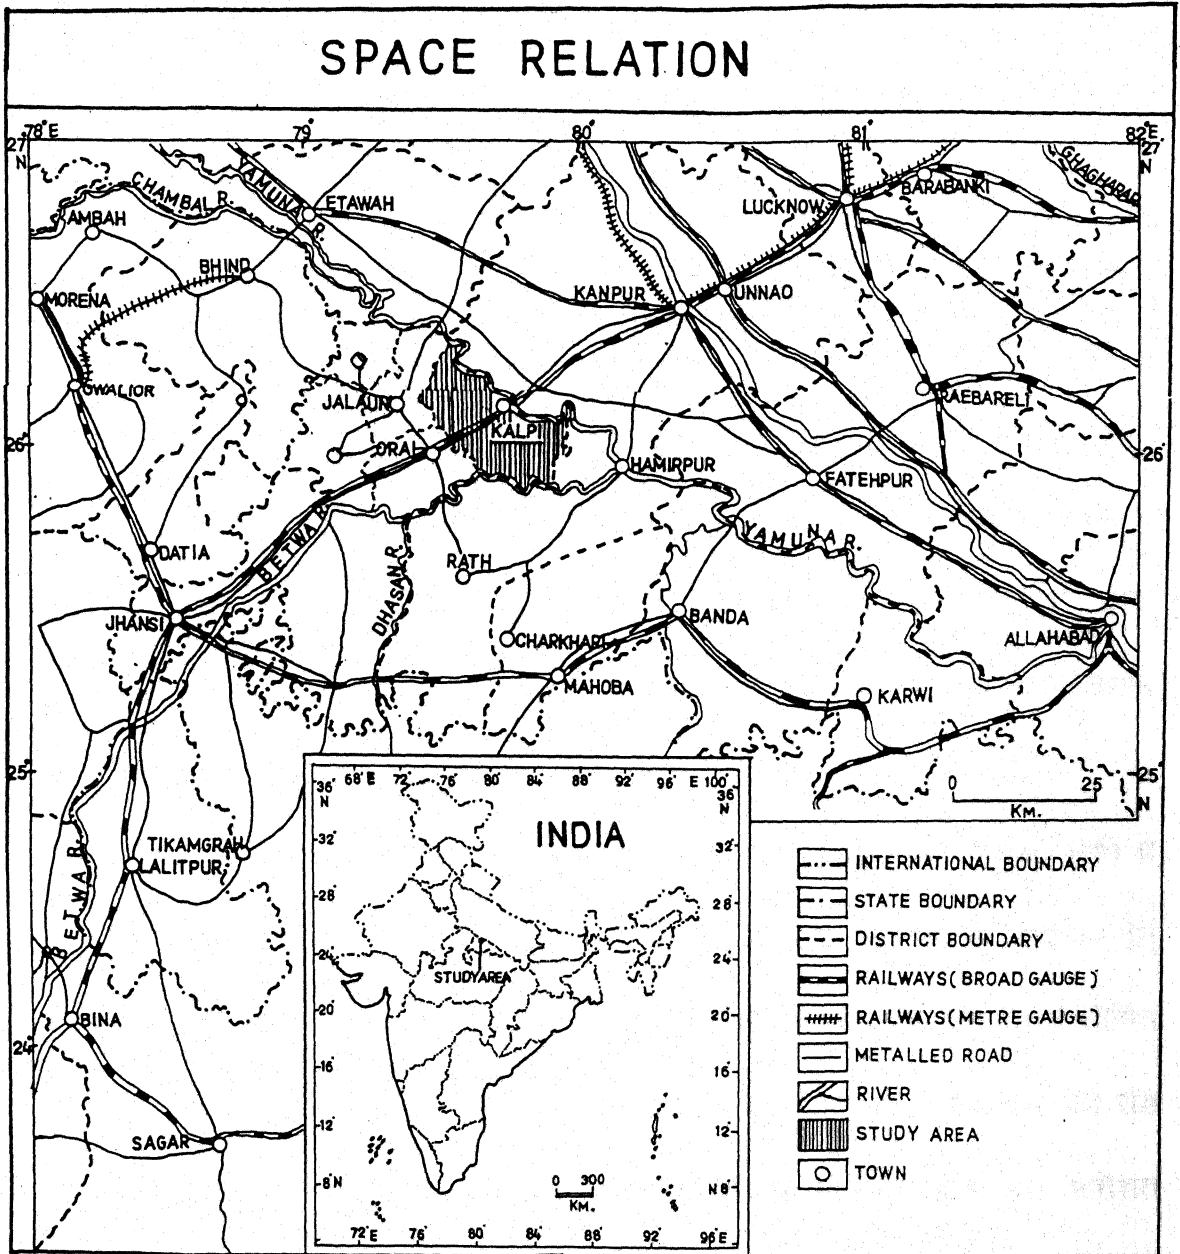 SPACE RELATION
78°E
79°
80°
81°
82°E
27°
N
27°
N
GHAGHARA R.
CHAMBAL R.
YAMUNA R.
AMBAH
ETAWAH
LUCKNOW
BARABANKI
BHIND
MORENA
KANPUR
UNNAO
GWALIOR
JALAUN
RAEBARELI
KALPI
26°
ORAI
26°
HAMIRPUR
FATEHPUR
BETWA R.
YAMUNA R.
DATIA
DHASAN R.
RATH
JHANSI
CHARKHARI
BANDA
ALLAHABAD
MAHOBA
KARWI
25°
25°
N
0 25
KM.
TIKAMGRAH
LALITPUR
BETWA R.
BINA
24°
SAGAR
68°E 72° 76° 80° 84° 88° 92° 96° E 100°
36°
N
36°
N
INDIA
32°
32°
28°
28°
24°
24°
STUDY AREA
20°
20°
16°
16°
12°
12°
8°N
N 8°
0 300
KM.
72°E 76° 80° 84° 88° 92° 96°E
INTERNATIONAL BOUNDARY
STATE BOUNDARY
DISTRICT BOUNDARY
RAILWAYS(BROAD GAUGE)
RAILWAYS(METRE GAUGE)
METALLED ROAD
RIVER
STUDY AREA
TOWN